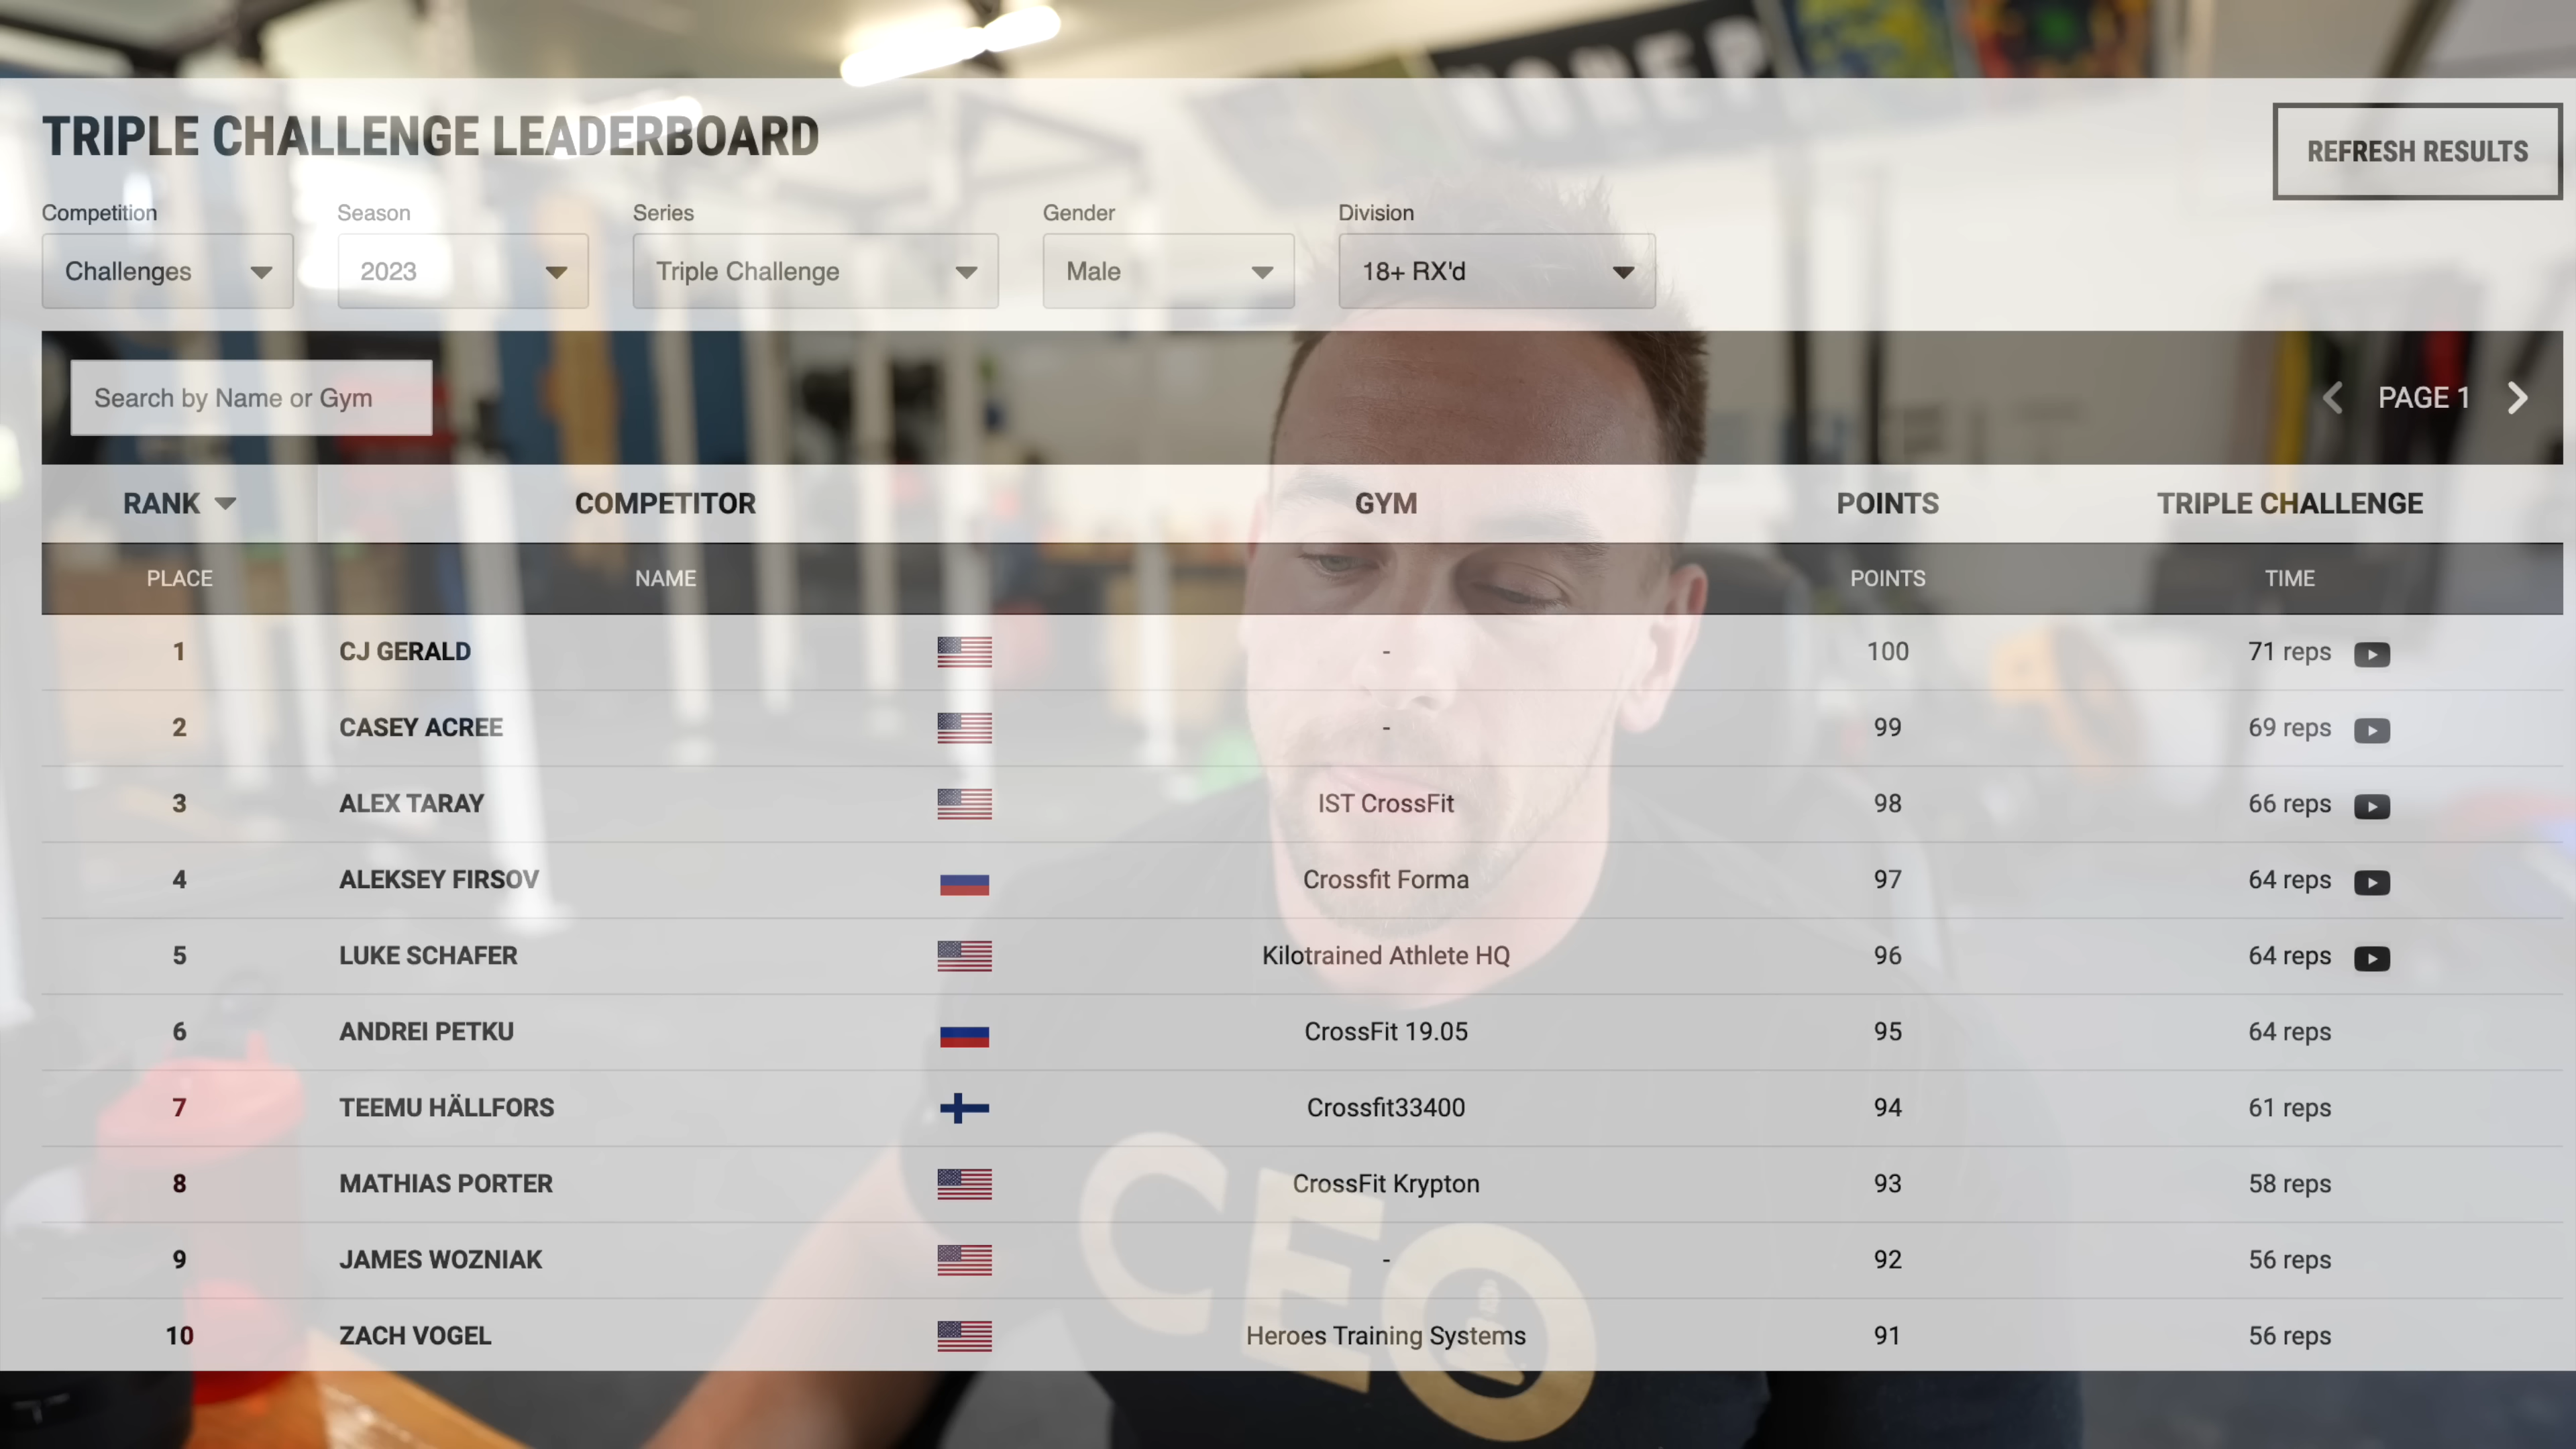 TRIPLE CHALLENGE LEADERBOARD
REFRESH RESULTS
Competition Season Series Gender Division
Challenges 2023 Triple Challenge Male 18+ RX'd
Search by Name or Gym PAGE 1
RANK COMPETITOR GYM POINTS TRIPLE CHALLENGE
PLACE NAME POINTS TIME
1 CJ GERALD - 100 71 reps
2 CASEY ACREE - 99 69 reps
3 ALEX TARAY IST CrossFit 98 66 reps
4 ALEKSEY FIRSOV Crossfit Forma 97 64 reps
5 LUKE SCHAFER Kilotrained Athlete HQ 96 64 reps
6 ANDREI PETKU CrossFit 19.05 95 64 reps
7 TEEMU HÄLLFORS Crossfit33400 94 61 reps
8 MATHIAS PORTER CrossFit Krypton 93 58 reps
9 JAMES WOZNIAK - 92 56 reps
10 ZACH VOGEL Heroes Training Systems 91 56 reps
CEO